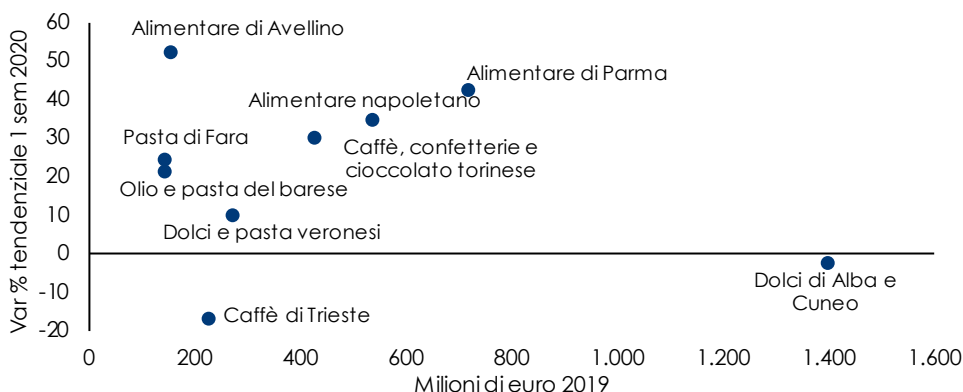 Var % tendenziale 1 sem 2020
60
50
40
30
20
10
0
-10
-20
Alimentare di Avellino
Alimentare di Parma
Alimentare napoletano
Pasta di Fara
Caffè, confetterie e
cioccolato torinese
Olio e pasta del barese
Dolci e pasta veronesi
Dolci di Alba e
Cuneo
Caffè di Trieste
0
200
400
600
800
1.000
1.200
1.400
1.600
Milioni di euro 2019